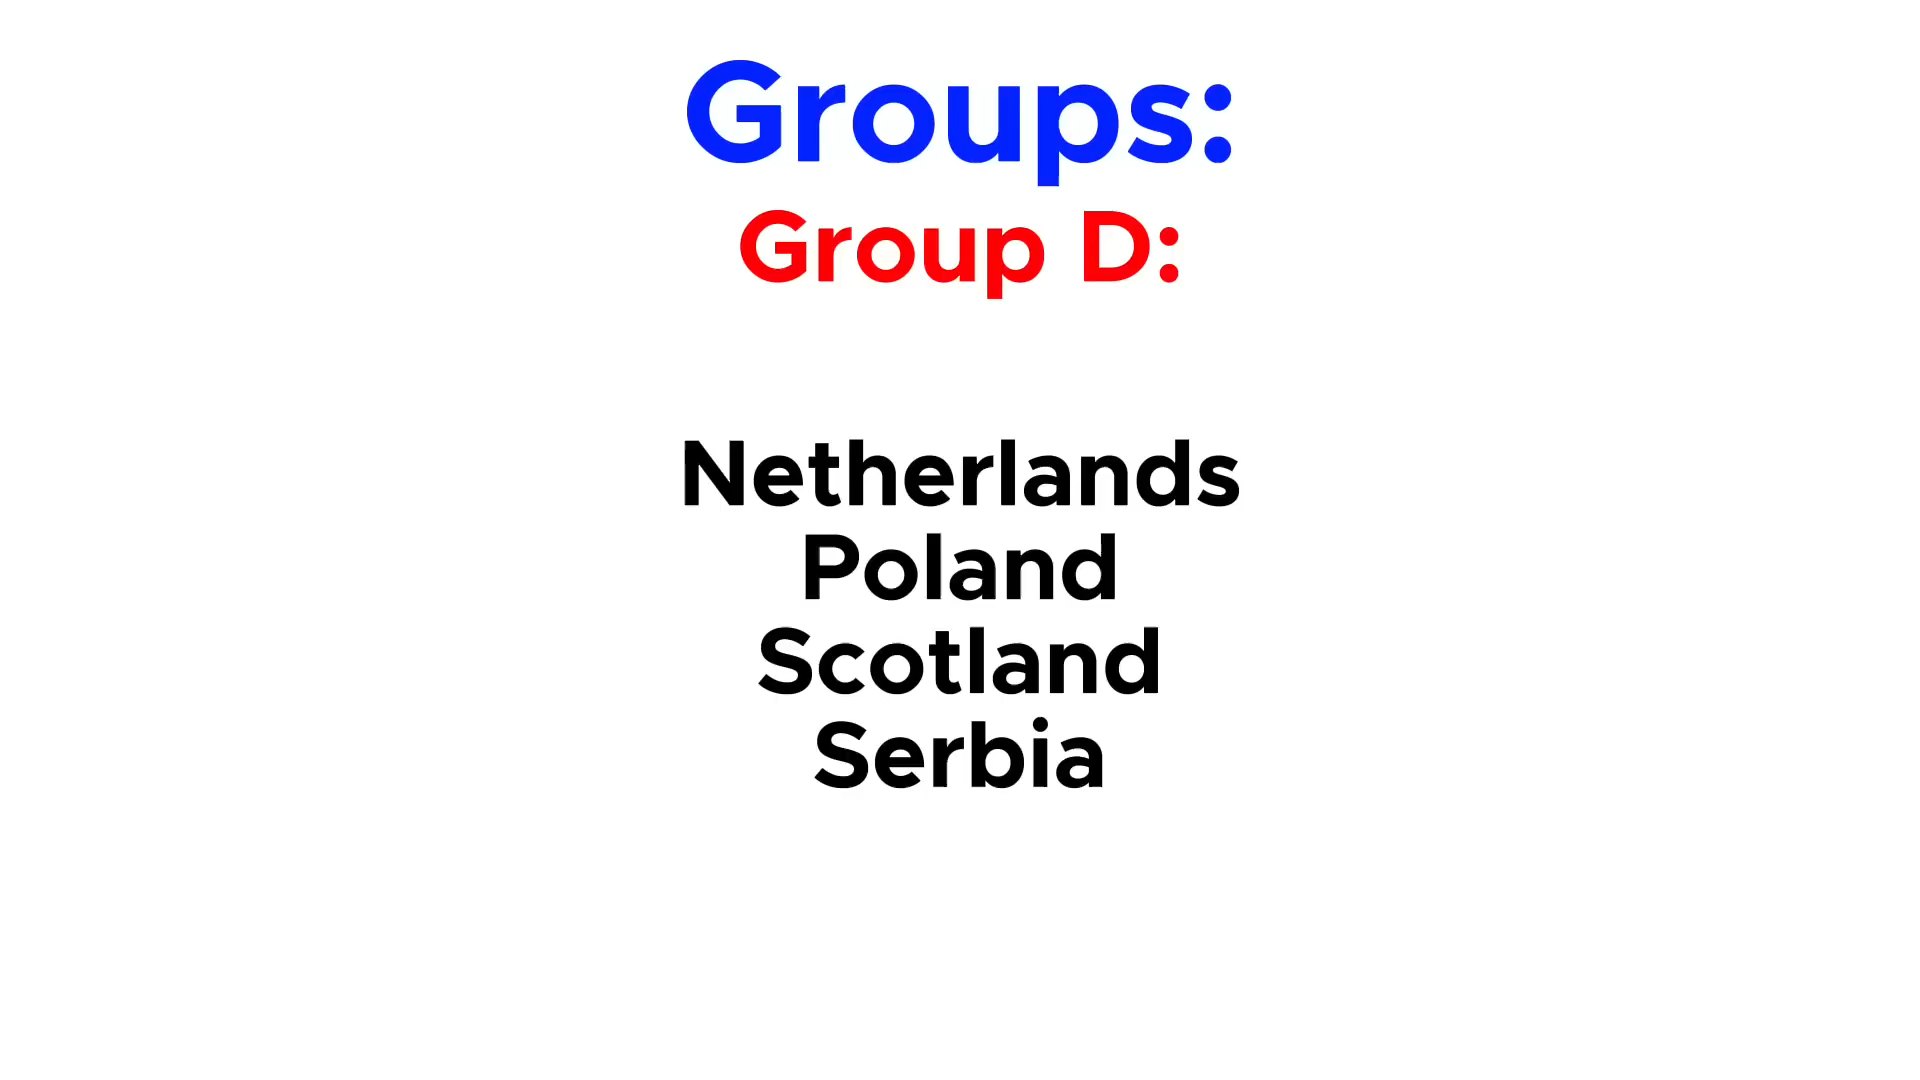 Groups:
Group D:
Netherlands
Poland
Scotland
Serbia